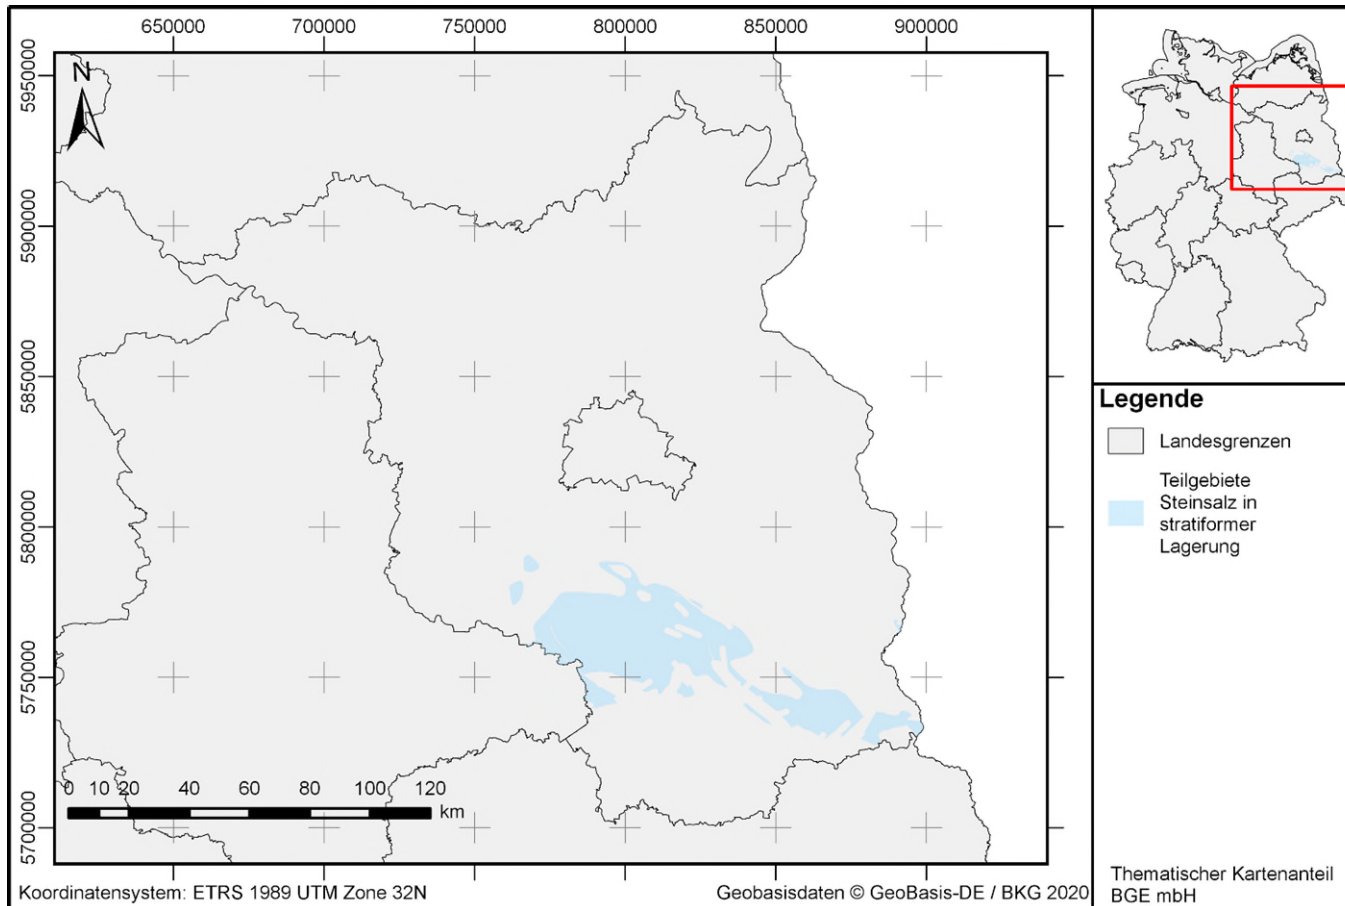 650000 700000 750000 800000 850000 900000
5950000
5900000
5850000
5800000
5750000
5700000
N
0 10 20 40 60 80 100 120
km
Koordinatensystem: ETRS 1989 UTM Zone 32N
Geobasisdaten © GeoBasis-DE / BKG 2020
Legende
Landesgrenzen
Teilgebiete
Steinsalz in
stratiformer
Lagerung
Thematischer Kartenanteil
BGE mbH